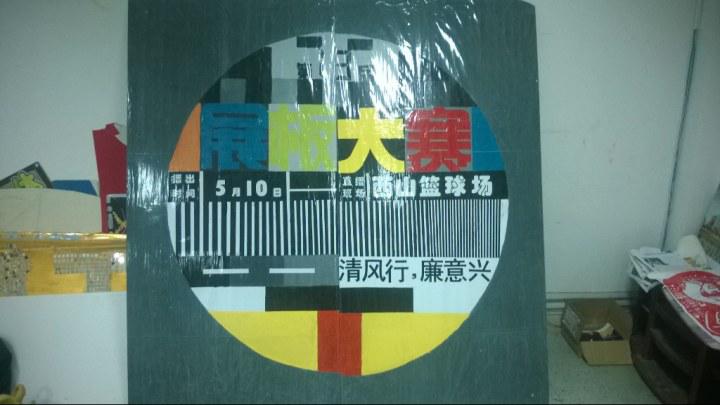 展板大赛
播出时间 5月10日 直播现场 西山篮球场
清风行,廉意兴